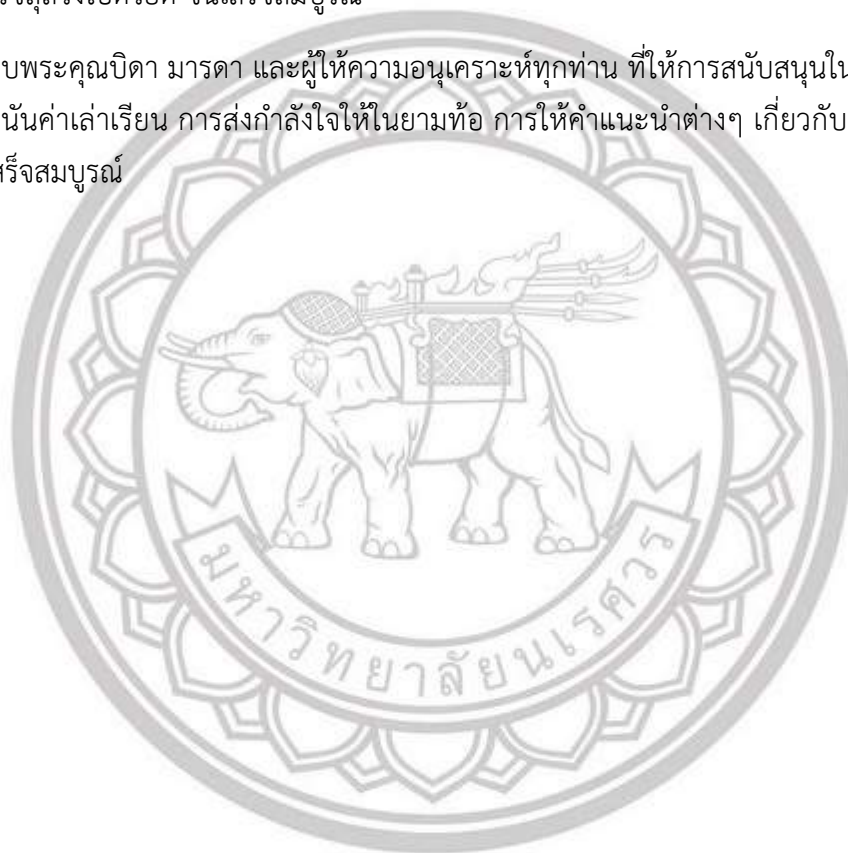 บพระคุณบิดา มารดา และผู้ให้ความอนุเคราะห์ทุกท่าน ที่ให้การสนับสนุนใน
นันค่าเล่าเรียน การส่งกำลังใจให้ในยามท้อ การให้คำแนะนำต่างๆ เกี่ยวกับ
สร็จสมบูรณ์
มหาวิทยาลัยนเรศวร